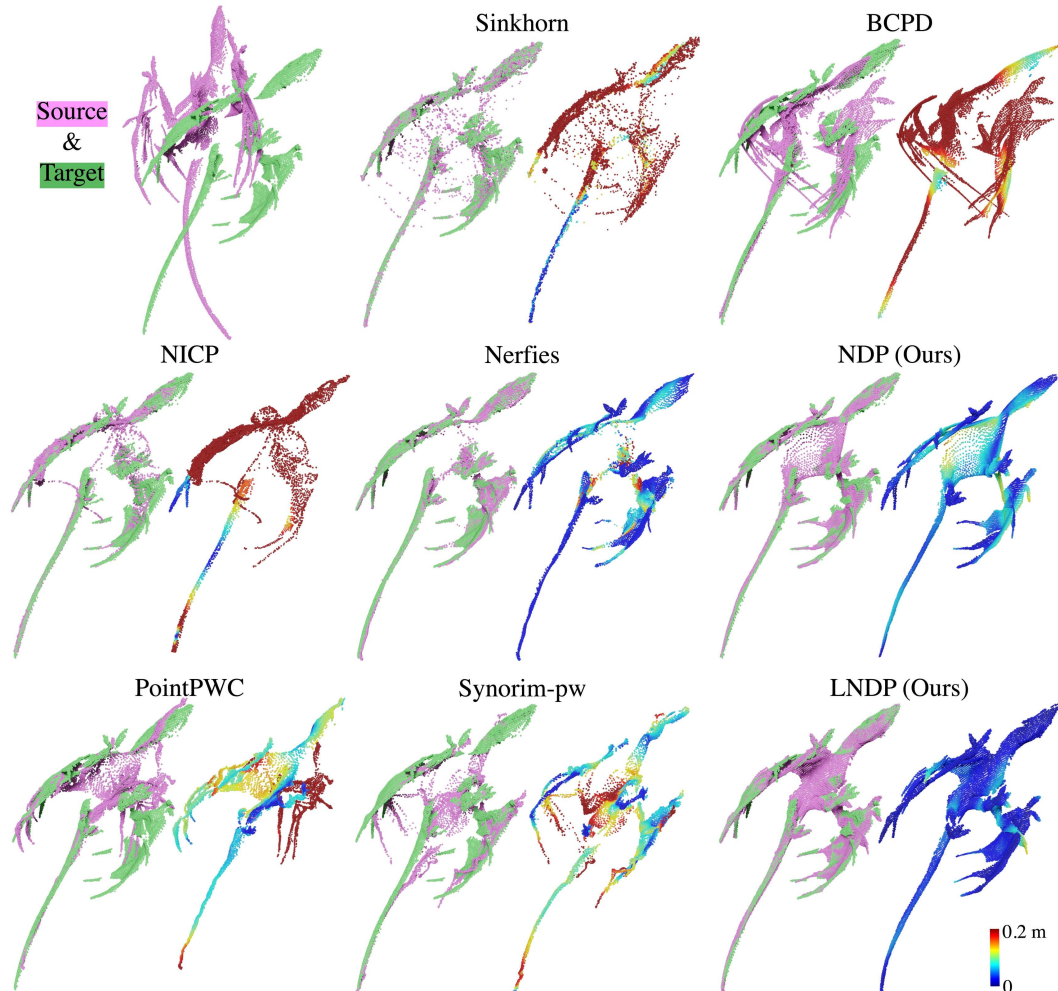 Sinkhorn
BCPD
Source
&
Target
NICP
Nerfies
NDP (Ours)
PointPWC
Synorim-pw
LNDP (Ours)
0.2 m
0